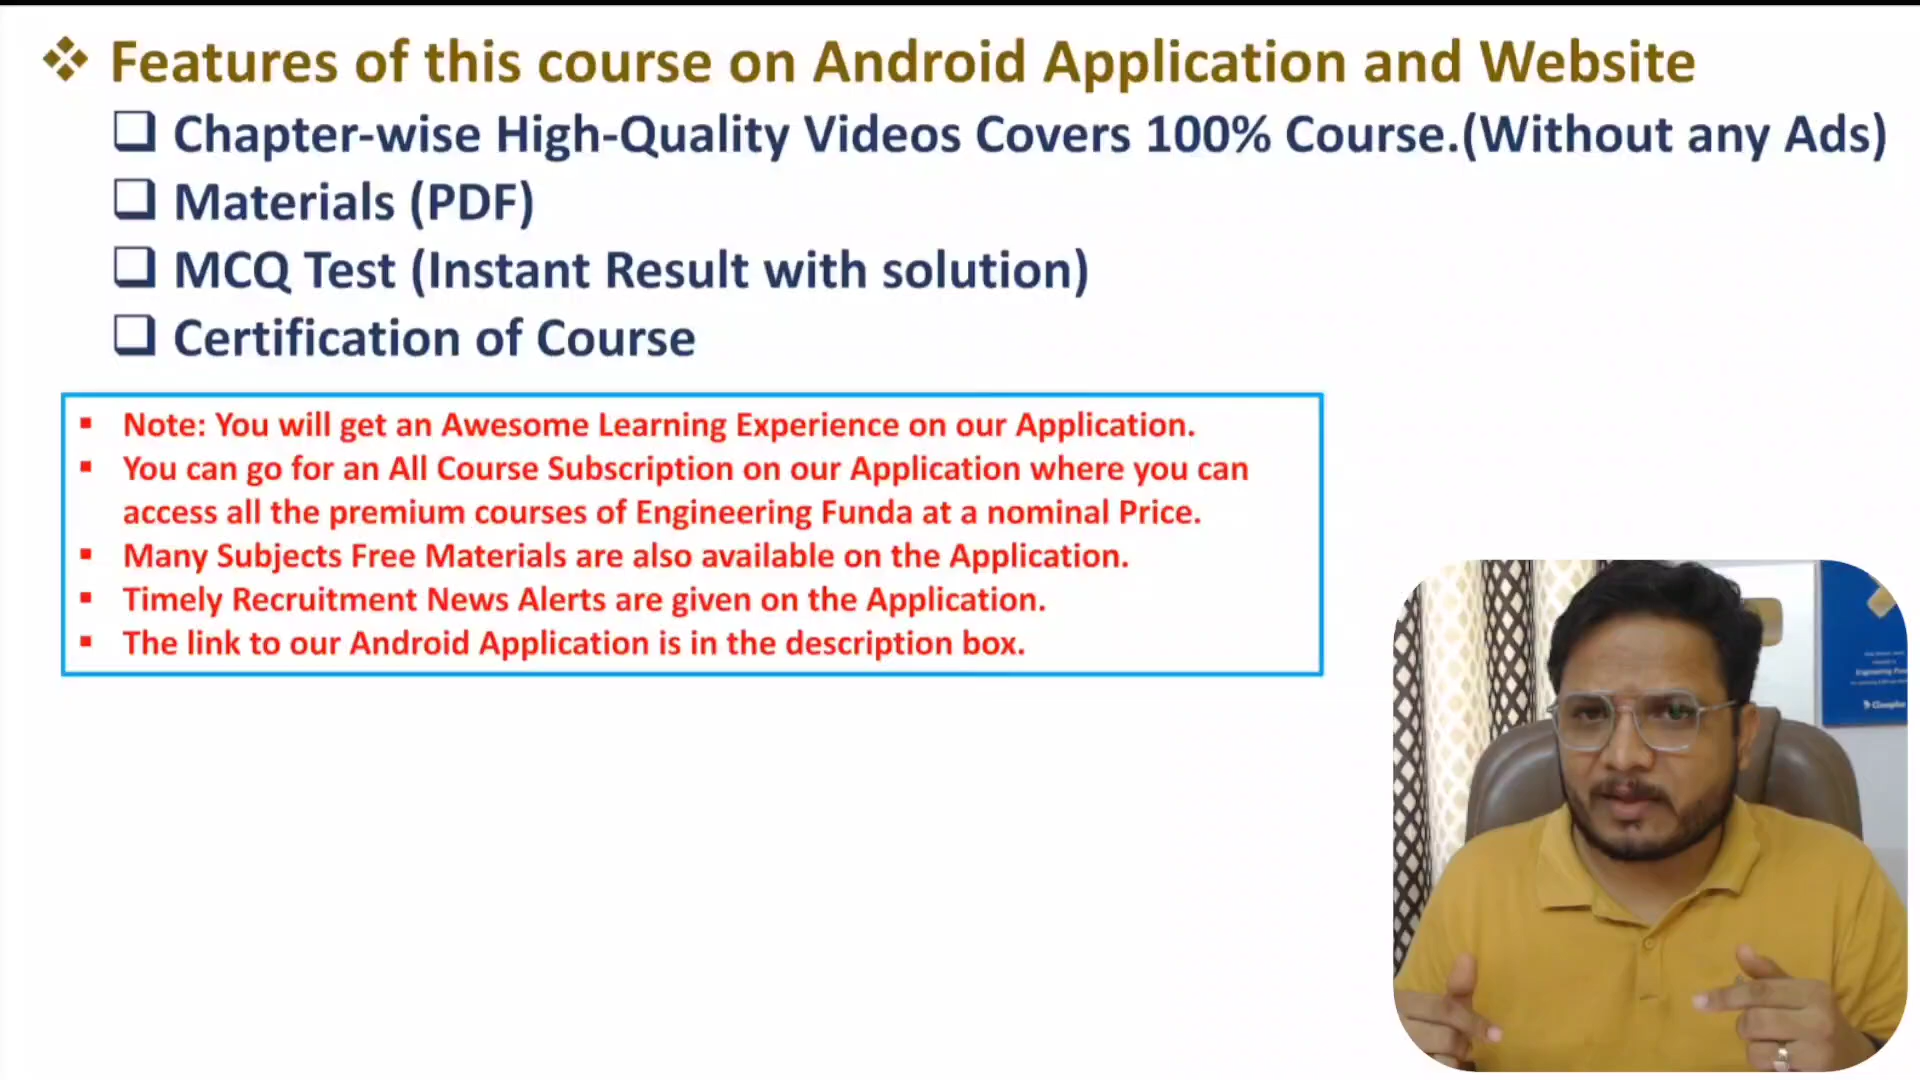 Features of this course on Android Application and Website
Chapter-wise High-Quality Videos Covers 100% Course.(Without any Ads)
Materials (PDF)
MCQ Test (Instant Result with solution)
Certification of Course
Note: You will get an Awesome Learning Experience on our Application.
You can go for an All Course Subscription on our Application where you can
access all the premium courses of Engineering Funda at a nominal Price.
Many Subjects Free Materials are also available on the Application.
Timely Recruitment News Alerts are given on the Application.
The link to our Android Application is in the description box.